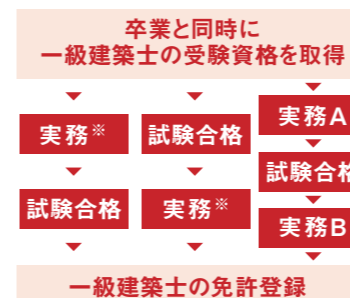 卒業と同時に
一級建築士の受験資格を取得
実務※
試験合格
試験合格
実務※
実務A
試験合格
実務B
一級建築士の免許登録